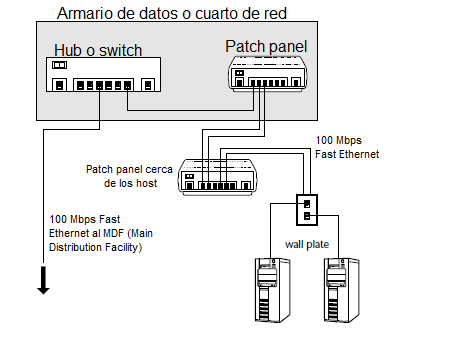 Armario de datos o cuarto de red
Hub o switch
Patch panel
100 Mbps
Fast Ethernet
Patch panel cerca
de los host
100 Mbps Fast
Ethernet al MDF (Main
Distribution Facility)
wall plate